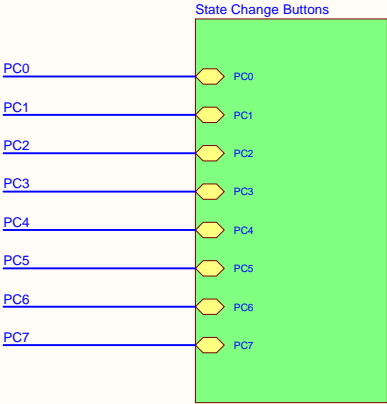 State Change Buttons
PC0 PC0
PC1 PC1
PC2 PC2
PC3 PC3
PC4 PC4
PC5 PC5
PC6 PC6
PC7 PC7